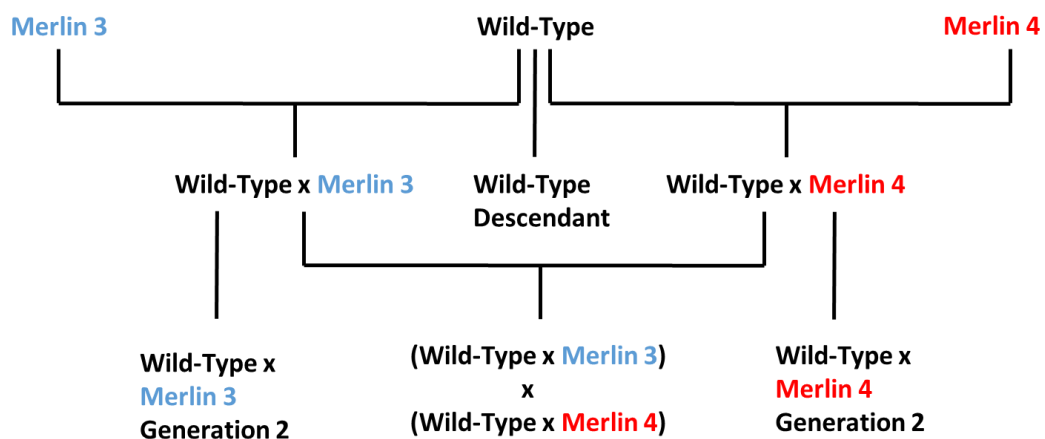 Merlin 3
Wild-Type
Merlin 4
Wild-Type x Merlin 3
Wild-Type
Descendant
Wild-Type x Merlin 4
Wild-Type x
Merlin 3
Generation 2
(Wild-Type x Merlin 3)
x
(Wild-Type x Merlin 4)
Wild-Type x
Merlin 4
Generation 2